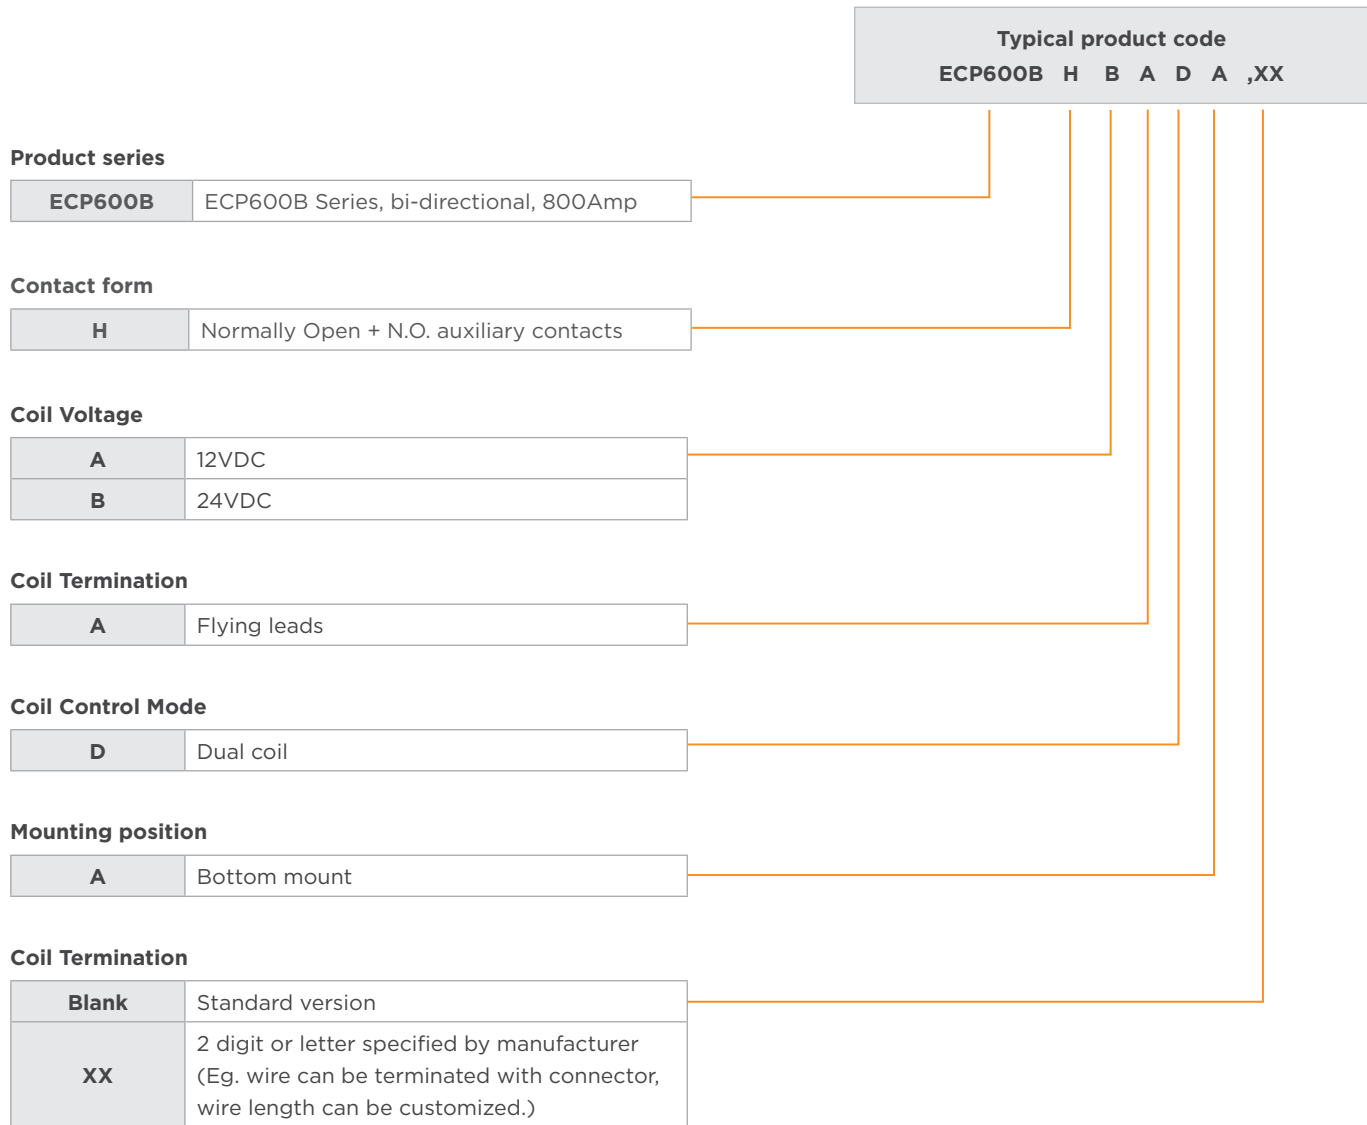 Typical product code
ECP600B H B A D A ,XX
Product series
ECP600B ECP600B Series, bi-directional, 800Amp
Contact form
H Normally Open + N.O. auxiliary contacts
Coil Voltage
A 12VDC
B 24VDC
Coil Termination
A Flying leads
Coil Control Mode
D Dual coil
Mounting position
A Bottom mount
Coil Termination
Blank Standard version
XX 2 digit or letter specified by manufacturer
(Eg. wire can be terminated with connector,
wire length can be customized.)